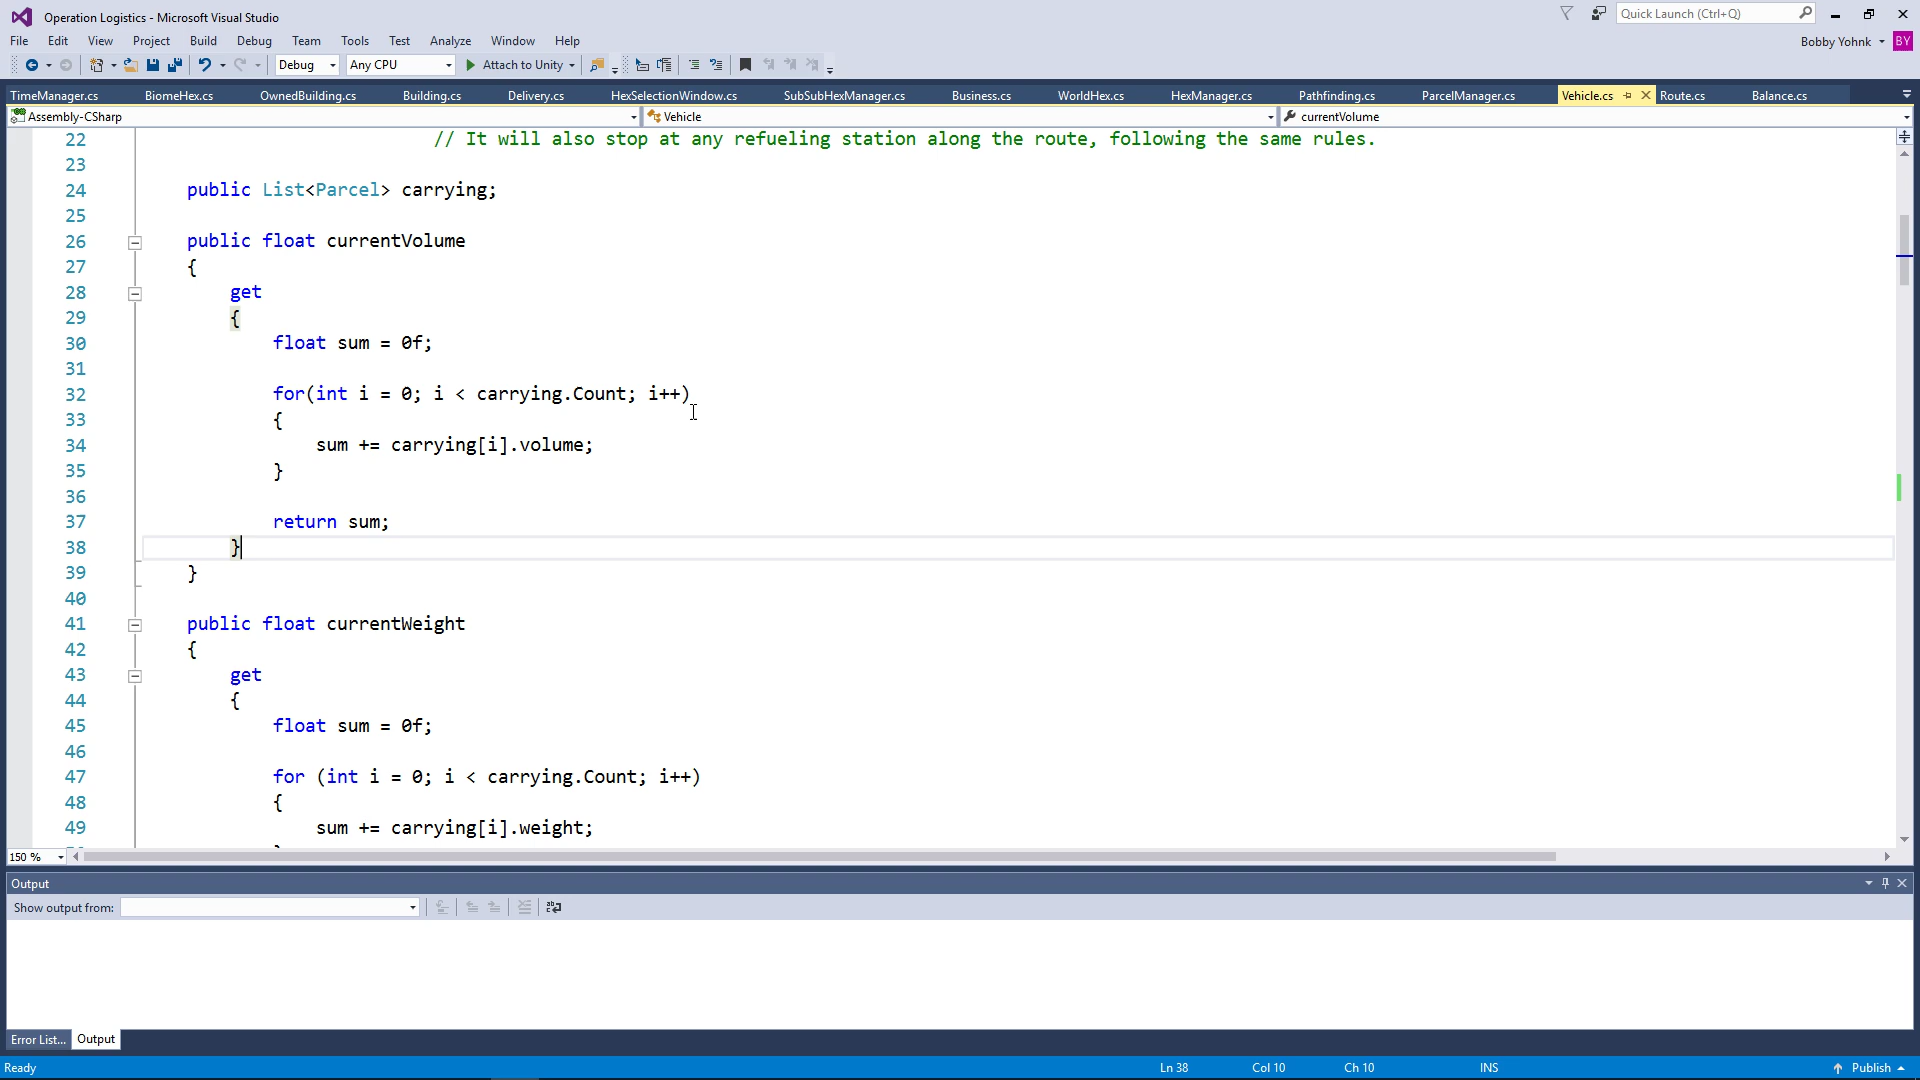 Operation Logistics - Microsoft Visual Studio
Quick Launch (Ctrl+Q)
File Edit View Project Build Debug Team Tools Test Analyze Window Help
Bobby Yohnk BY
Debug Any CPU Attach to Unity
TimeManager.cs BiomeHex.cs OwnedBuilding.cs Building.cs Delivery.cs HexSelectionWindow.cs SubSubHexManager.cs Business.cs WorldHex.cs HexManager.cs Pathfinding.cs ParcelManager.cs Vehicle.cs Route.cs Balance.cs
Assembly-CSharp Vehicle currentVolume
22 // It will also stop at any refueling station along the route, following the same rules.
23
24 public List<Parcel> carrying;
25
26 public float currentVolume
27 {
28 get
29 {
30 float sum = 0f;
31
32 for(int i = 0; i < carrying.Count; i++)
33 {
34 sum += carrying[i].volume;
35 }
36
37 return sum;
38 }
39 }
40
41 public float currentWeight
42 {
43 get
44 {
45 float sum = 0f;
46
47 for (int i = 0; i < carrying.Count; i++)
48 {
49 sum += carrying[i].weight;
150 %
Output
Show output from:
Error List... Output
Ready Ln 38 Col 10 Ch 10 INS Publish